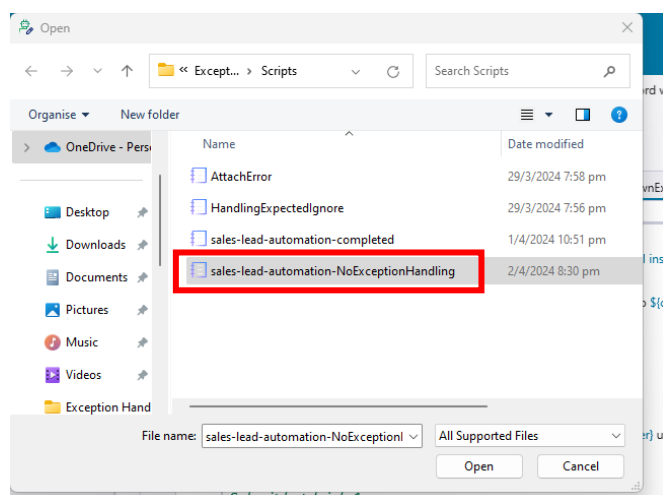 Open
« Except... > Scripts
Search Scripts
Organise
New folder
OneDrive - Perso
Name
Date modified
AttachError
29/3/2024 7:58 pm
HandlingExpectedIgnore
29/3/2024 7:56 pm
Desktop
sales-lead-automation-completed
1/4/2024 10:51 pm
Downloads
sales-lead-automation-NoExceptionHandling
2/4/2024 8:30 pm
Documents
Pictures
Music
Videos
Exception Hand
File name:
sales-lead-automation-NoExceptionI
All Supported Files
Open
Cancel